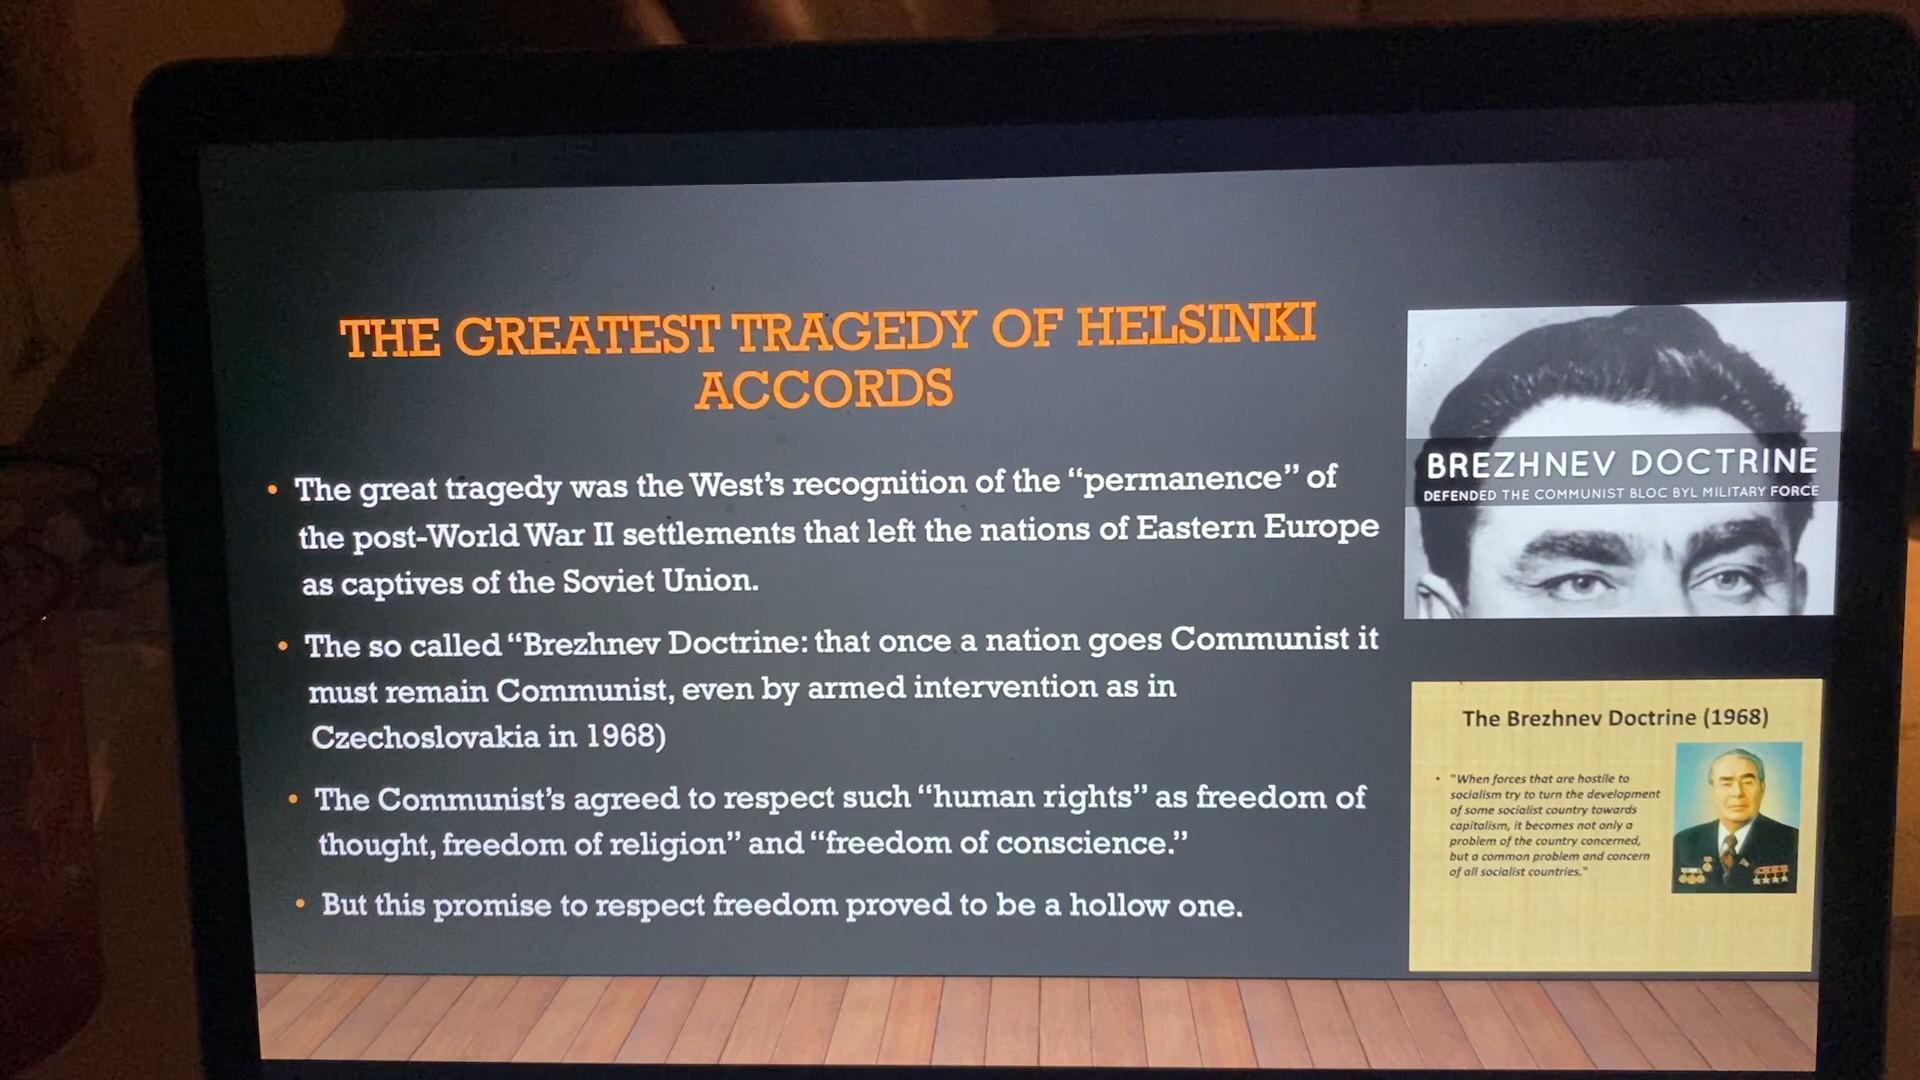 THE GREATEST TRAGEDY OF HELSINKI
ACCORDS
• The great tragedy was the West's recognition of the “permanence” of
the post-World War II settlements that left the nations of Eastern Europe
as captives of the Soviet Union.
• The so called “Brezhnev Doctrine: that once a nation goes Communist it
must remain Communist, even by armed intervention as in
Czechoslovakia in 1968)
• The Communist's agreed to respect such “human rights” as freedom of
thought, freedom of religion” and “freedom of conscience.”
• But this promise to respect freedom proved to be a hollow one.
BREZHNEV DOCTRINE
DEFENDED THE COMMUNIST BLOC BYL MILITARY FORCE
The Brezhnev Doctrine (1968)
• "When forces that are hostile to
socialism try to turn the development
of some socialist country towards
capitalism, it becomes not only a
problem of the country concerned,
but a common problem and concern
of all socialist countries."